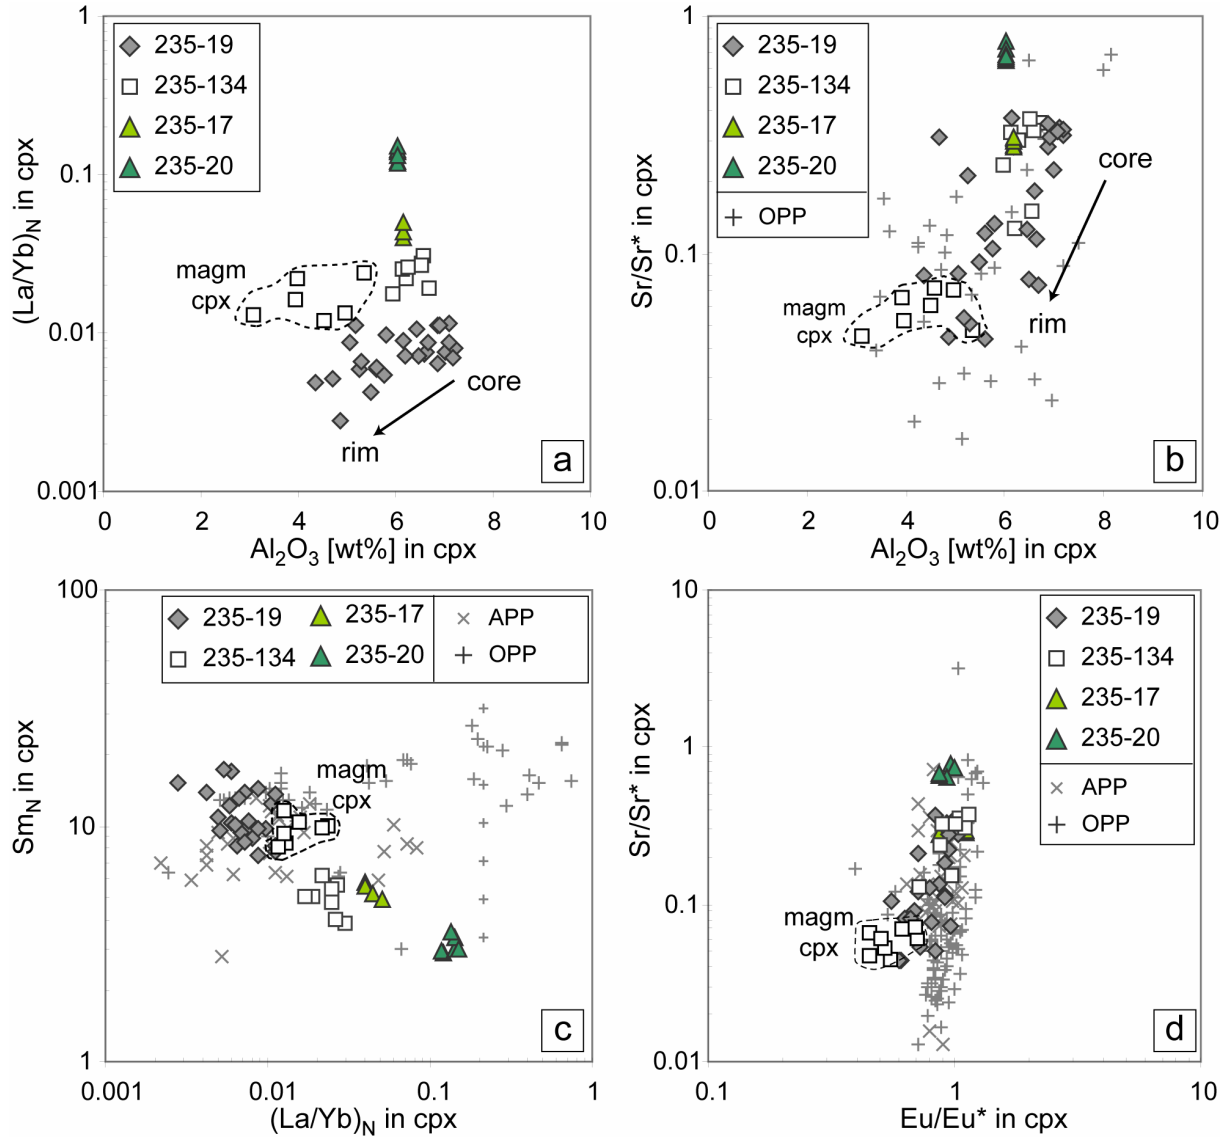 1
0.1
0.01
0.001
(La/Yb)N in cpx
235-19
235-134
235-17
235-20
magm
cpx
core
rim
a
0 2 4 6 8 10
Al2O3 [wt%] in cpx
1
0.1
0.01
Sr/Sr* in cpx
235-19
235-134
235-17
235-20
OPP
core
magm
cpx
rim
b
0 2 4 6 8 10
Al2O3 [wt%] in cpx
100
10
1
SmN in cpx
235-19 235-17 APP
235-134 235-20 OPP
magm
cpx
c
0.001 0.01 0.1 1
(La/Yb)N in cpx
10
1
0.1
0.01
Sr/Sr* in cpx
235-19
235-134
235-17
235-20
APP
OPP
magm
cpx
d
0.1 1 10
Eu/Eu* in cpx